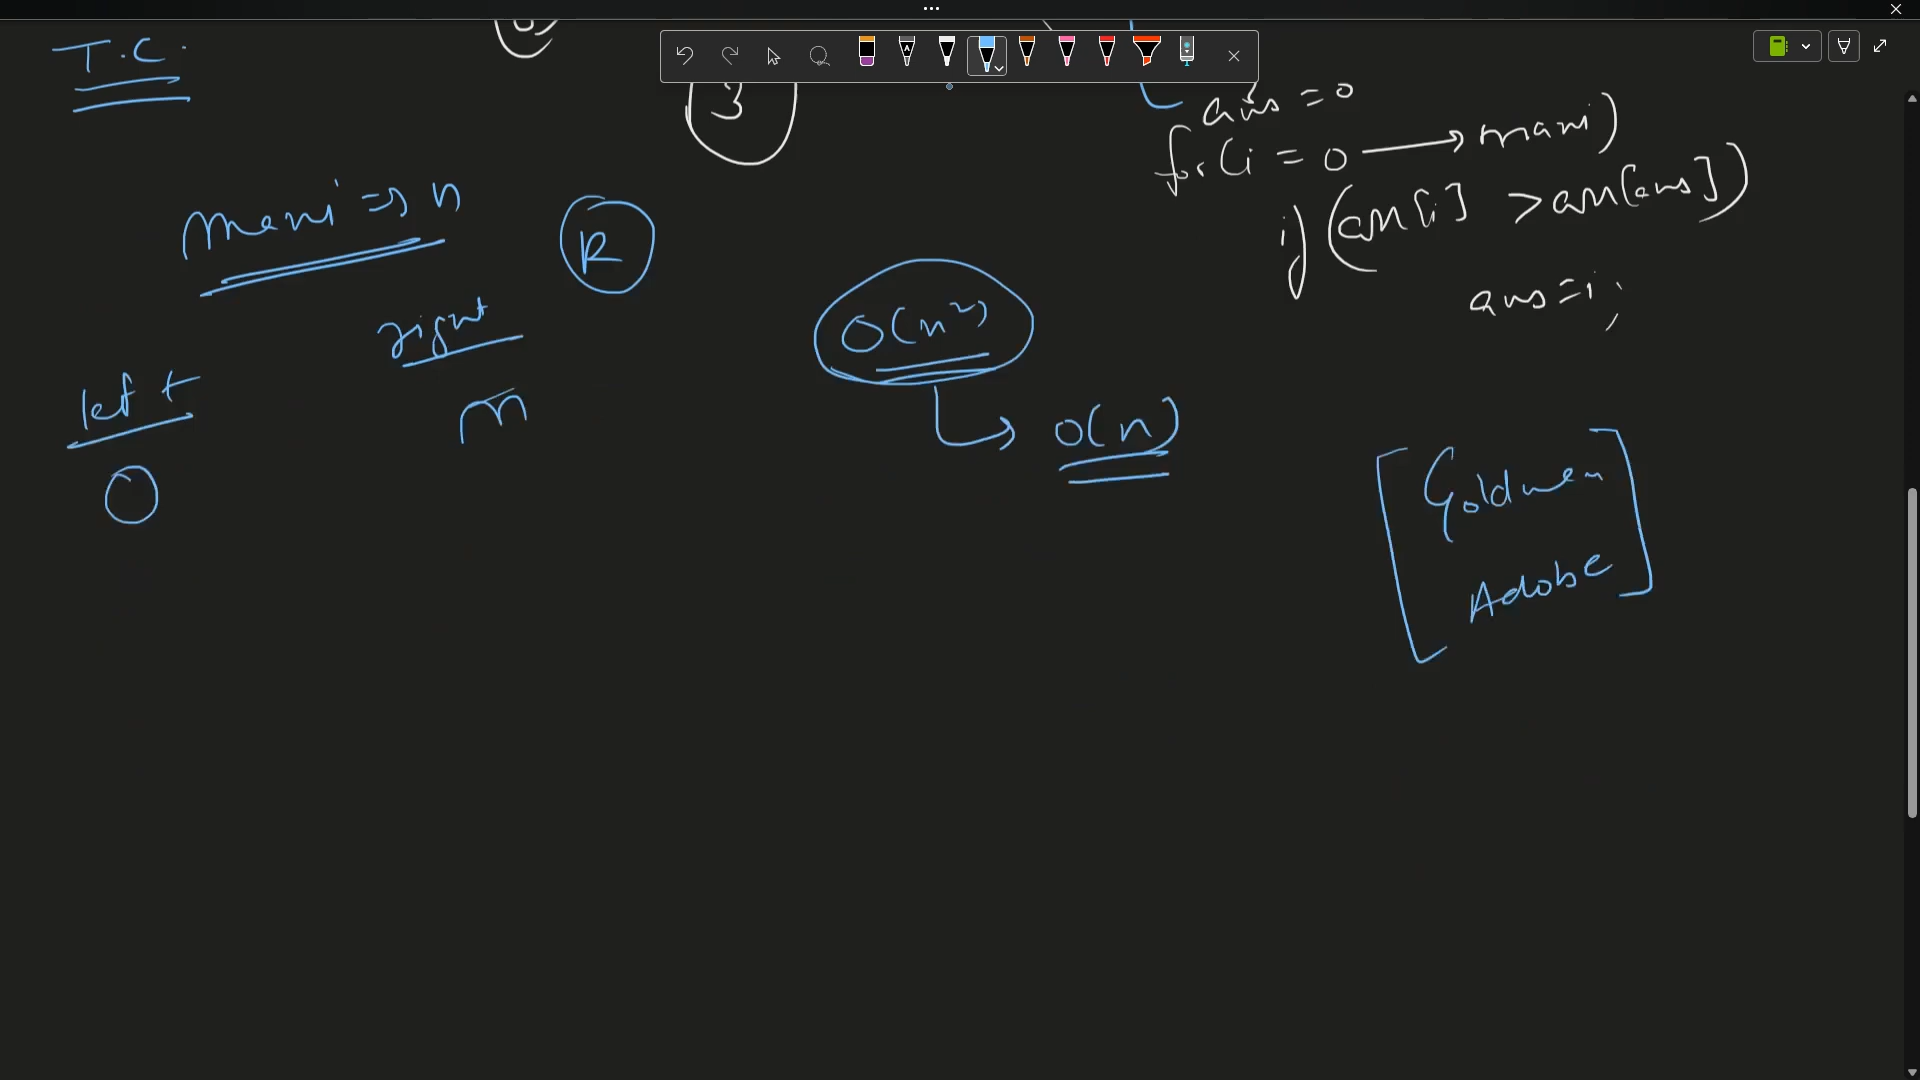 T.C.
3
ans = 0
for(i = 0 → maxi)
if(arr[i] > arr[ans])
ans = i;
maxi => n
R
right
n
O(n²)
left
0
O(n)
Goldman
Adobe